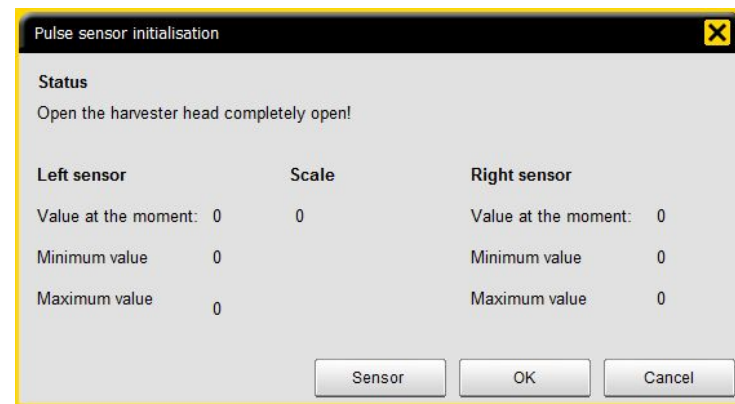 Pulse sensor initialisation
Status
Open the harvester head completely open!
Left sensor Scale Right sensor
Value at the moment: 0 0 Value at the moment: 0
Minimum value 0 Minimum value 0
Maximum value 0 Maximum value 0
Sensor OK Cancel